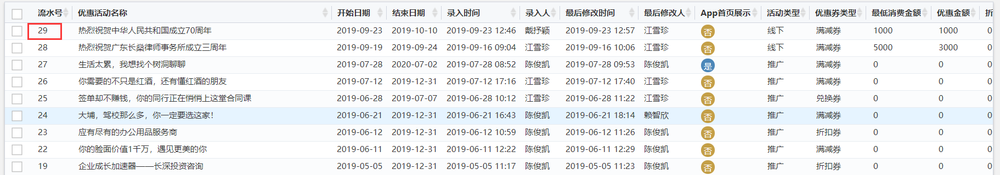 流水号 优惠活动名称 开始日期 结束日期 录入时间 录入人 最后修改时间 最后修改人 App首页展示 活动类型 优惠券类型 最低消费金额 优惠金额 折
29 热烈祝贺中华人民共和国成立70周年 2019-09-23 2019-10-10 2019-09-23 12:46 戴抒颖 2019-09-23 12:57 江雪珍 否 线下 满减券 1000 1000 0
28 热烈祝贺广东长燊律师事务所成立三周年 2019-09-19 2019-09-24 2019-09-16 09:04 江雪珍 2019-09-16 10:06 江雪珍 否 线下 满减券 5000 3000 0
27 生活太累，我想找个树洞聊聊 2019-07-28 2020-07-02 2019-07-28 08:52 陈俊凯 2019-07-28 09:53 陈俊凯 是 推广 满减券 0 0 0
26 你需要的不只是红酒，还有懂红酒的朋友 2019-07-12 2019-12-31 2019-07-12 17:16 江雪珍 2019-07-12 17:40 江雪珍 否 推广 满减券 0 0 0
25 签单却不赚钱，你的同行正在悄悄上这堂合同课 2019-06-28 2019-07-07 2019-06-28 10:12 江雪珍 2019-06-28 11:22 江雪珍 否 推广 兑换券 0 0 0
24 大埔，驾校那么多，你一定要选这家！ 2019-06-21 2019-12-31 2019-06-21 16:43 陈俊凯 2019-06-21 18:14 赖智欣 否 推广 满减券 0 0 0
23 应有尽有的办公用品服务商 2019-06-12 2019-12-31 2019-06-12 10:59 陈俊凯 2019-06-12 11:26 陈俊凯 否 推广 折扣券 0 0 0
22 你的脸面价值1千万，遇见更美的你 2019-06-11 2019-12-31 2019-06-11 12:22 陈俊凯 2019-06-11 12:29 陈俊凯 否 推广 满减券 0 0 0
19 企业成长加速器——长深投资咨询 2019-05-05 2019-12-31 2019-05-05 11:17 陈俊凯 2019-05-05 11:23 陈俊凯 否 推广 折扣券 0 0 0